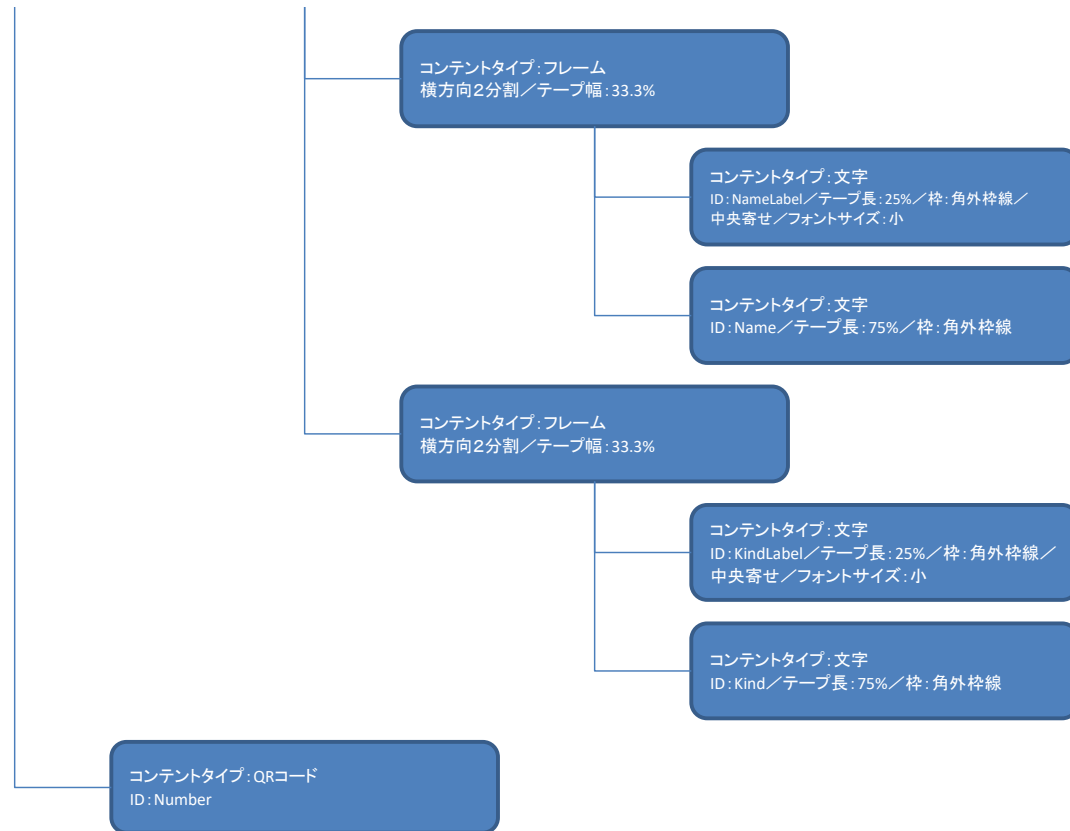 コンテントタイプ：フレーム
横方向２分割／テープ幅：33.3%
コンテントタイプ：文字
ID：NameLabel／テープ長：25%／枠：角外枠線／
中央寄せ／フォントサイズ：小
コンテントタイプ：文字
ID：Name／テープ長：75%／枠：角外枠線
コンテントタイプ：フレーム
横方向２分割／テープ幅：33.3%
コンテントタイプ：文字
ID：KindLabel／テープ長：25%／枠：角外枠線／
中央寄せ／フォントサイズ：小
コンテントタイプ：文字
ID：Kind／テープ長：75%／枠：角外枠線
コンテントタイプ：QRコード
ID：Number